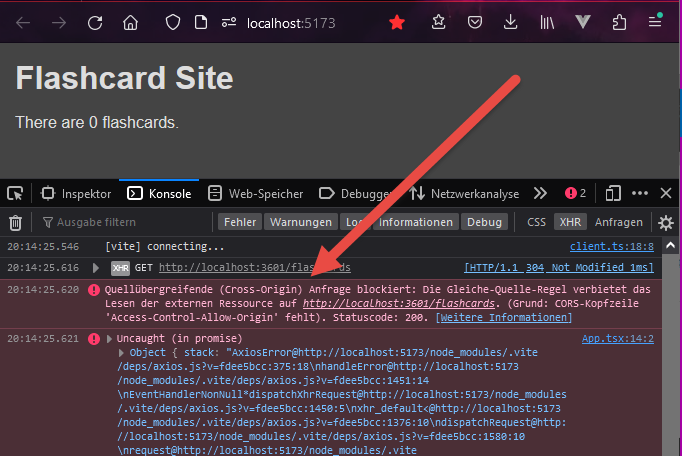 localhost:5173
Flashcard Site
There are 0 flashcards.
Inspektor Konsole Web-Speicher Debugger Netzwerkanalyse 2
Ausgabe filtern Fehler Warnungen Informationen Debug CSS XHR Anfragen
20:14:25.546 [vite] connecting... client.ts:18:8
20:14:25.616 XHR GET http://localhost:3601/flashcards [HTTP/1.1 304 Not Modified 1ms]
20:14:25.620 Quellübergreifende (Cross-Origin) Anfrage blockiert: Die Gleiche-Quelle-Regel verbietet das
Lesen der externen Ressource auf http://localhost:3601/flashcards. (Grund: CORS-Kopfzeile
'Access-Control-Allow-Origin' fehlt). Statuscode: 200. [Weitere Informationen]
20:14:25.621 Uncaught (in promise) App.tsx:14:2
Object { stack: "AxiosError@http://localhost:5173/node_modules/.vite
/deps/axios.js?v=fdee5bcc:375:18\nhandleError@http://localhost:5173
/node_modules/.vite/deps/axios.js?v=fdee5bcc:1451:14
\nEventHandlerNonNull*dispatchXhrRequest@http://localhost:5173/node_modules
/.vite/deps/axios.js?v=fdee5bcc:1450:5\nxhr_default<@http://localhost:5173
/node_modules/.vite/deps/axios.js?v=fdee5bcc:1376:10\ndispatchRequest@http:
//localhost:5173/node_modules/.vite/deps/axios.js?v=fdee5bcc:1580:10
\nrequest@http://localhost:5173/node_modules/.vite